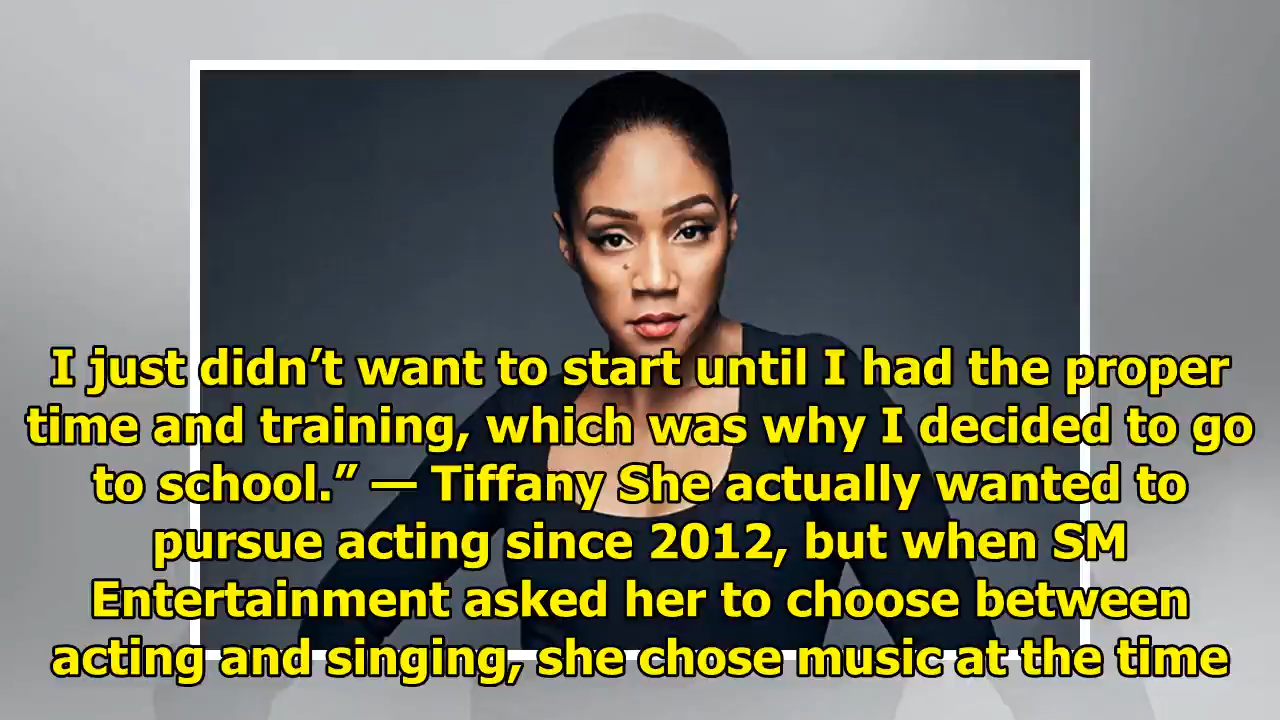 I just didn’t want to start until I had the proper
time and training, which was why I decided to go
to school.” — Tiffany She actually wanted to
pursue acting since 2012, but when SM
Entertainment asked her to choose between
acting and singing, she chose music at the time